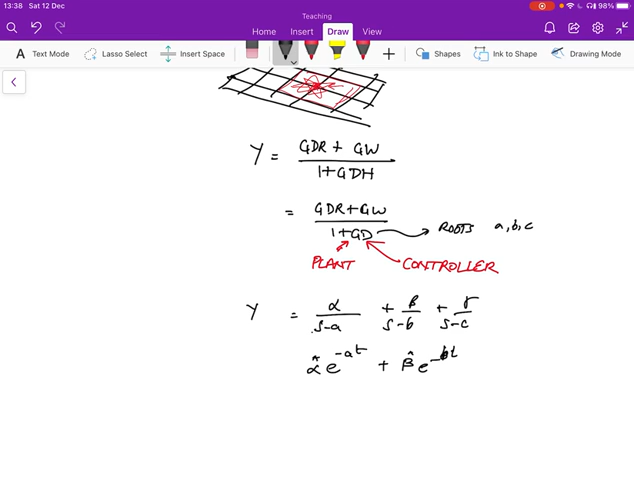 13:38 Sat 12 Dec
98%
Teaching
Home Insert Draw View
Text Mode Lasso Select Insert Space Shapes Ink to Shape Drawing Mode
Y = (GDR + GW) / (1+GDH)
= (GDR+GW) / (1+GD) → ROOTS a, b, c
PLANT CONTROLLER
Y = α/(s-a) + β/(s-b) + γ/(s-c)
α̂ e^{-at} + β̂ e^{-bt}